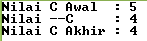 Nilai C Awal  : 5
Nilai --C     : 4
Nilai C Akhir : 4